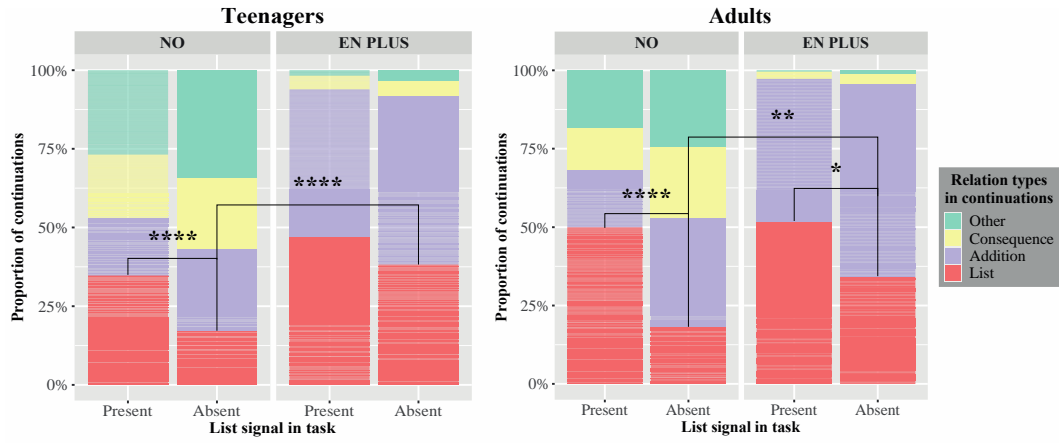 Teenagers
NO
EN PLUS
100%
75%
50%
25%
0%
Proportion of continuations
****
****
Present
Absent
Present
Absent
List signal in task
Adults
NO
EN PLUS
100%
75%
50%
25%
0%
Proportion of continuations
****
**
*
Present
Absent
Present
Absent
List signal in task
Relation types
in continuations
Other
Consequence
Addition
List